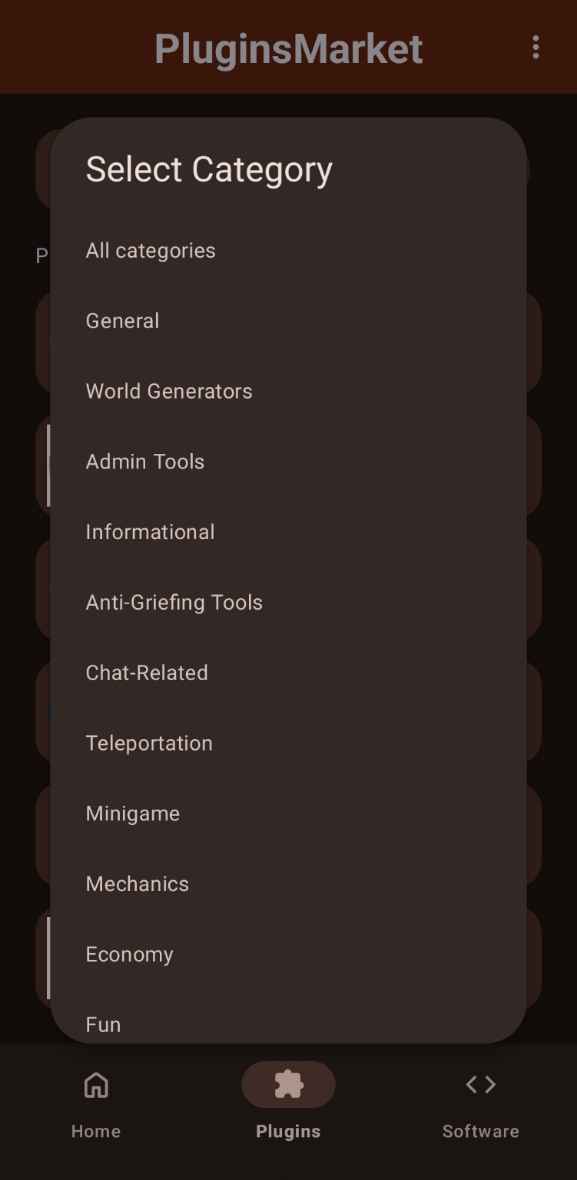 PluginsMarket
Select Category
P
All categories
General
World Generators
Admin Tools
Informational
Anti-Griefing Tools
Chat-Related
Teleportation
Minigame
Mechanics
Economy
Fun
Home
Plugins
Software